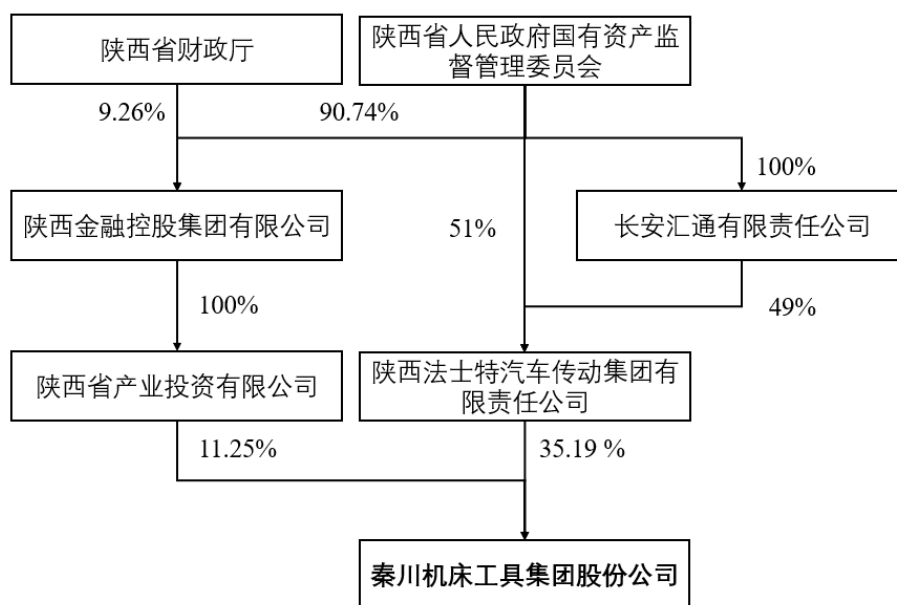 陕西省财政厅
陕西省人民政府国有资产监
督管理委员会
9.26%
90.74%
100%
陕西金融控股集团有限公司
51%
长安汇通有限责任公司
100%
49%
陕西省产业投资有限公司
陕西法士特汽车传动集团有
限责任公司
11.25%
35.19 %
秦川机床工具集团股份公司